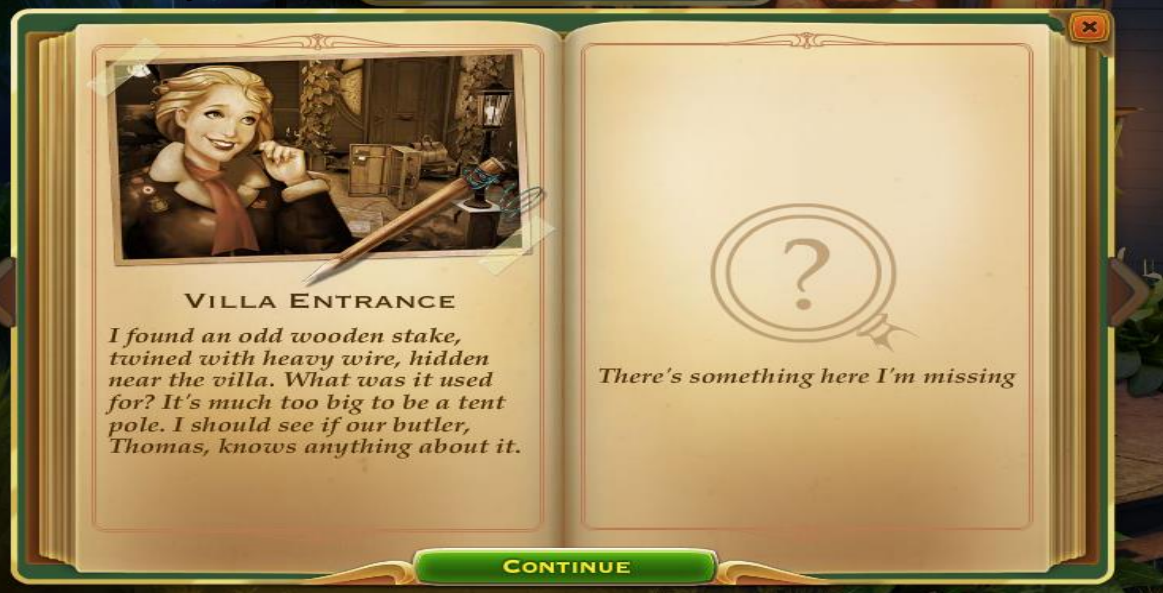 Villa Entrance
I found an odd wooden stake,
twined with heavy wire, hidden
near the villa. What was it used
for? It's much too big to be a tent
pole. I should see if our butler,
Thomas, knows anything about it.
?
There's something here I'm missing
Continue